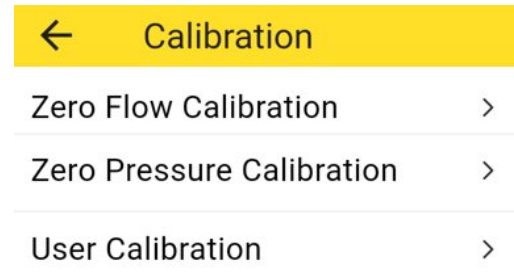 Calibration
Zero Flow Calibration
Zero Pressure Calibration
User Calibration